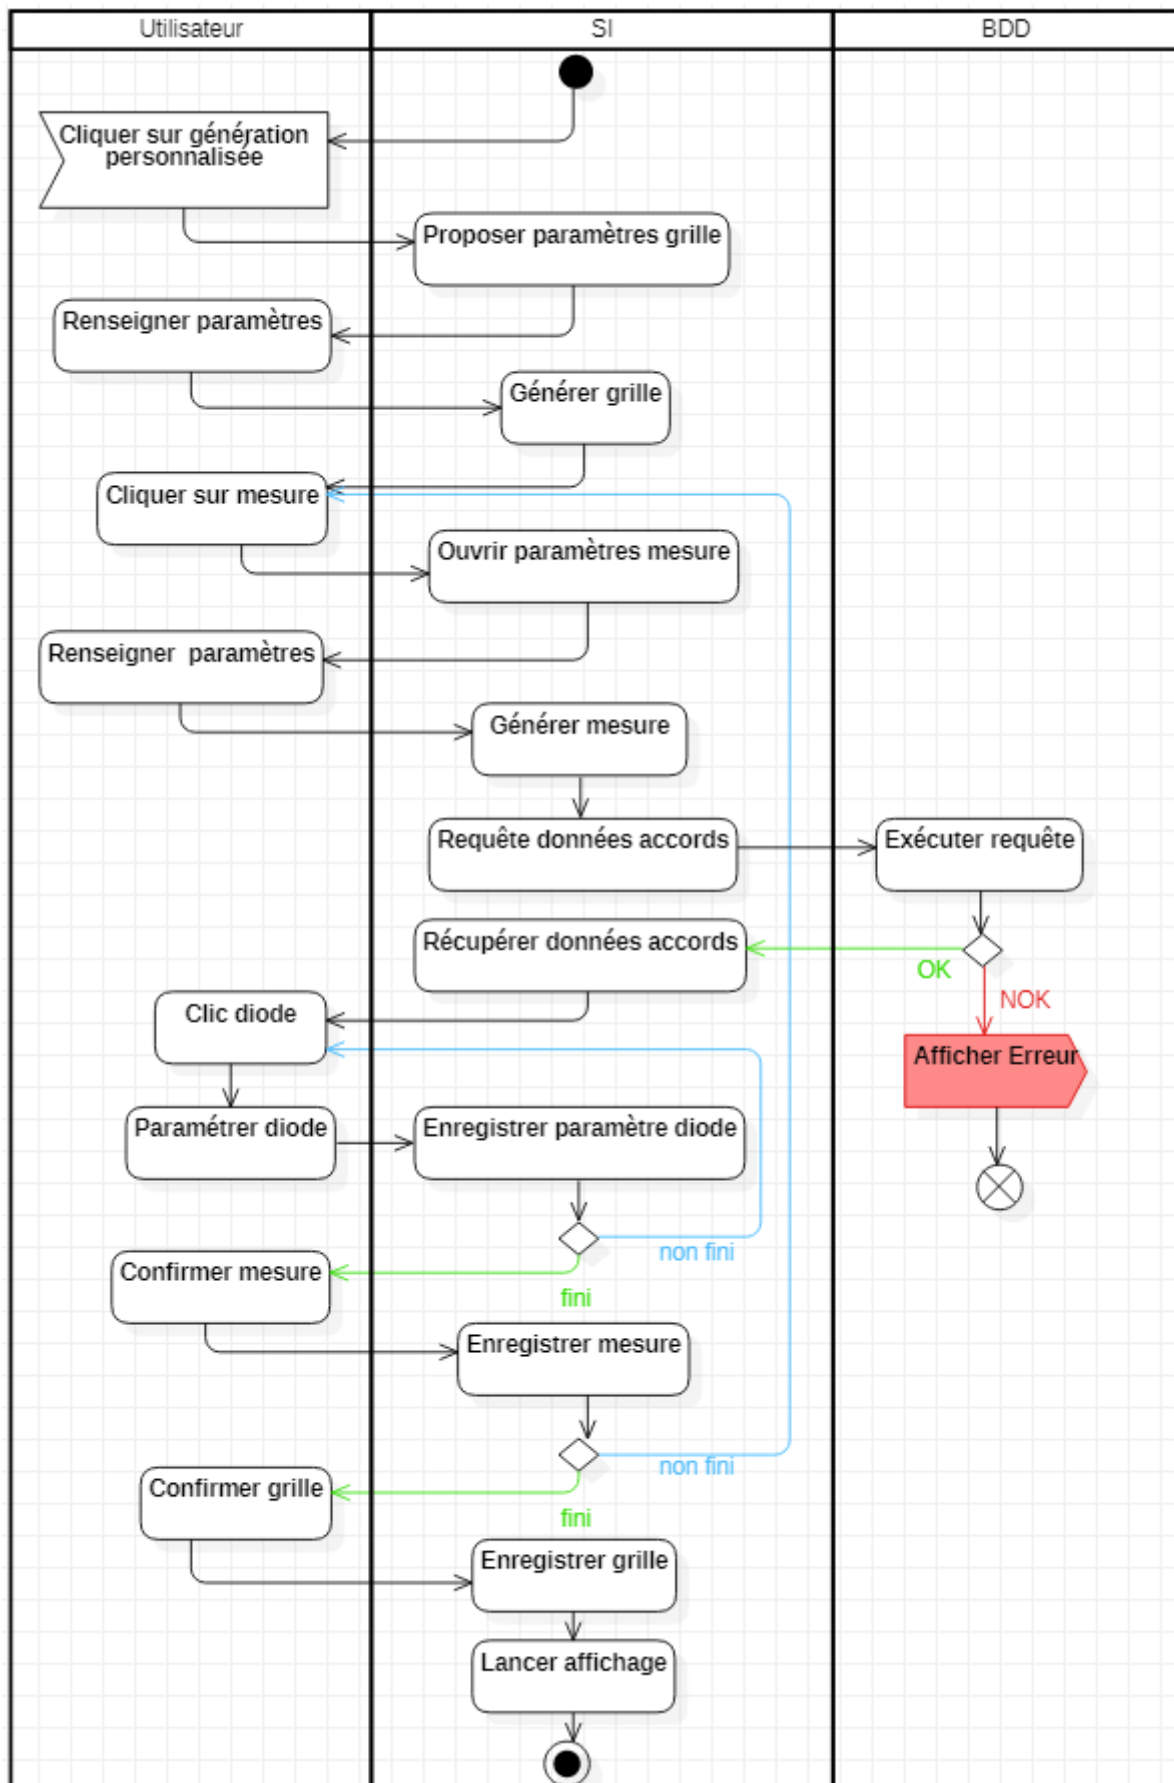 Utilisateur
SI
BDD
Cliquer sur génération
personnalisée
Proposer paramètres grille
Renseigner paramètres
Générer grille
Cliquer sur mesure
Ouvrir paramètres mesure
Renseigner  paramètres
Générer mesure
Requête données accords
Exécuter requête
Récupérer données accords
OK
NOK
Clic diode
Afficher Erreur
Paramétrer diode
Enregistrer paramètre diode
non fini
Confirmer mesure
fini
Enregistrer mesure
non fini
Confirmer grille
fini
Enregistrer grille
Lancer affichage